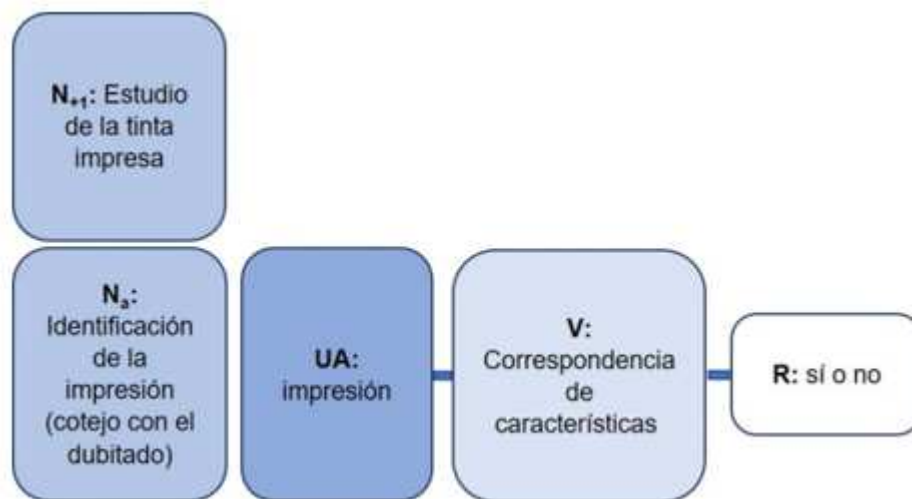 N+1: Estudio
de la tinta
impresa
Na:
Identificación
de la
impresión
(cotejo con el
dubitado)
UA:
impresión
V:
Correspondencia
de
características
R: sí o no